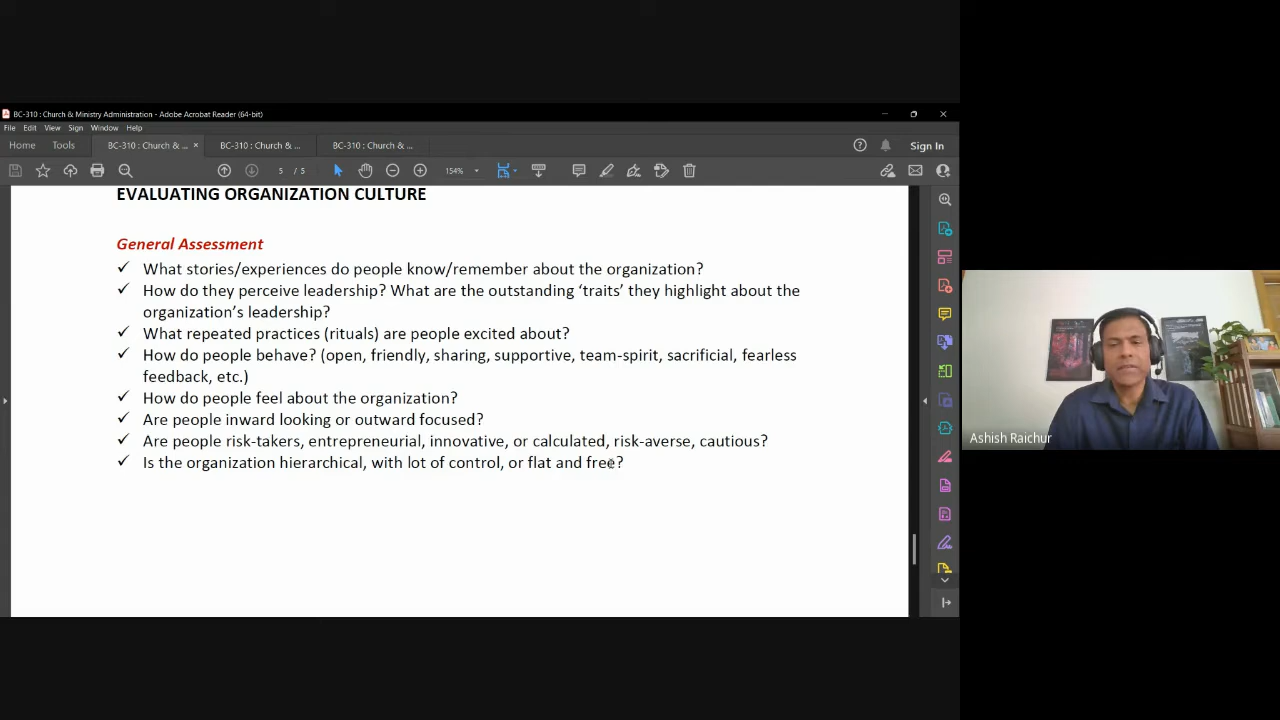 BC-310 : Church & Ministry Administration - Adobe Acrobat Reader (64-bit)
File Edit View Sign Window Help
Home Tools BC-310 : Church & ... × BC-310 : Church & ... BC-310 : Church & ... Sign In
5 / 5 154%
EVALUATING ORGANIZATION CULTURE
General Assessment
✓ What stories/experiences do people know/remember about the organization?
✓ How do they perceive leadership? What are the outstanding ‘traits’ they highlight about the
organization’s leadership?
✓ What repeated practices (rituals) are people excited about?
✓ How do people behave? (open, friendly, sharing, supportive, team-spirit, sacrificial, fearless
feedback, etc.)
✓ How do people feel about the organization?
✓ Are people inward looking or outward focused?
✓ Are people risk-takers, entrepreneurial, innovative, or calculated, risk-averse, cautious?
✓ Is the organization hierarchical, with lot of control, or flat and free?
Ashish Raichur